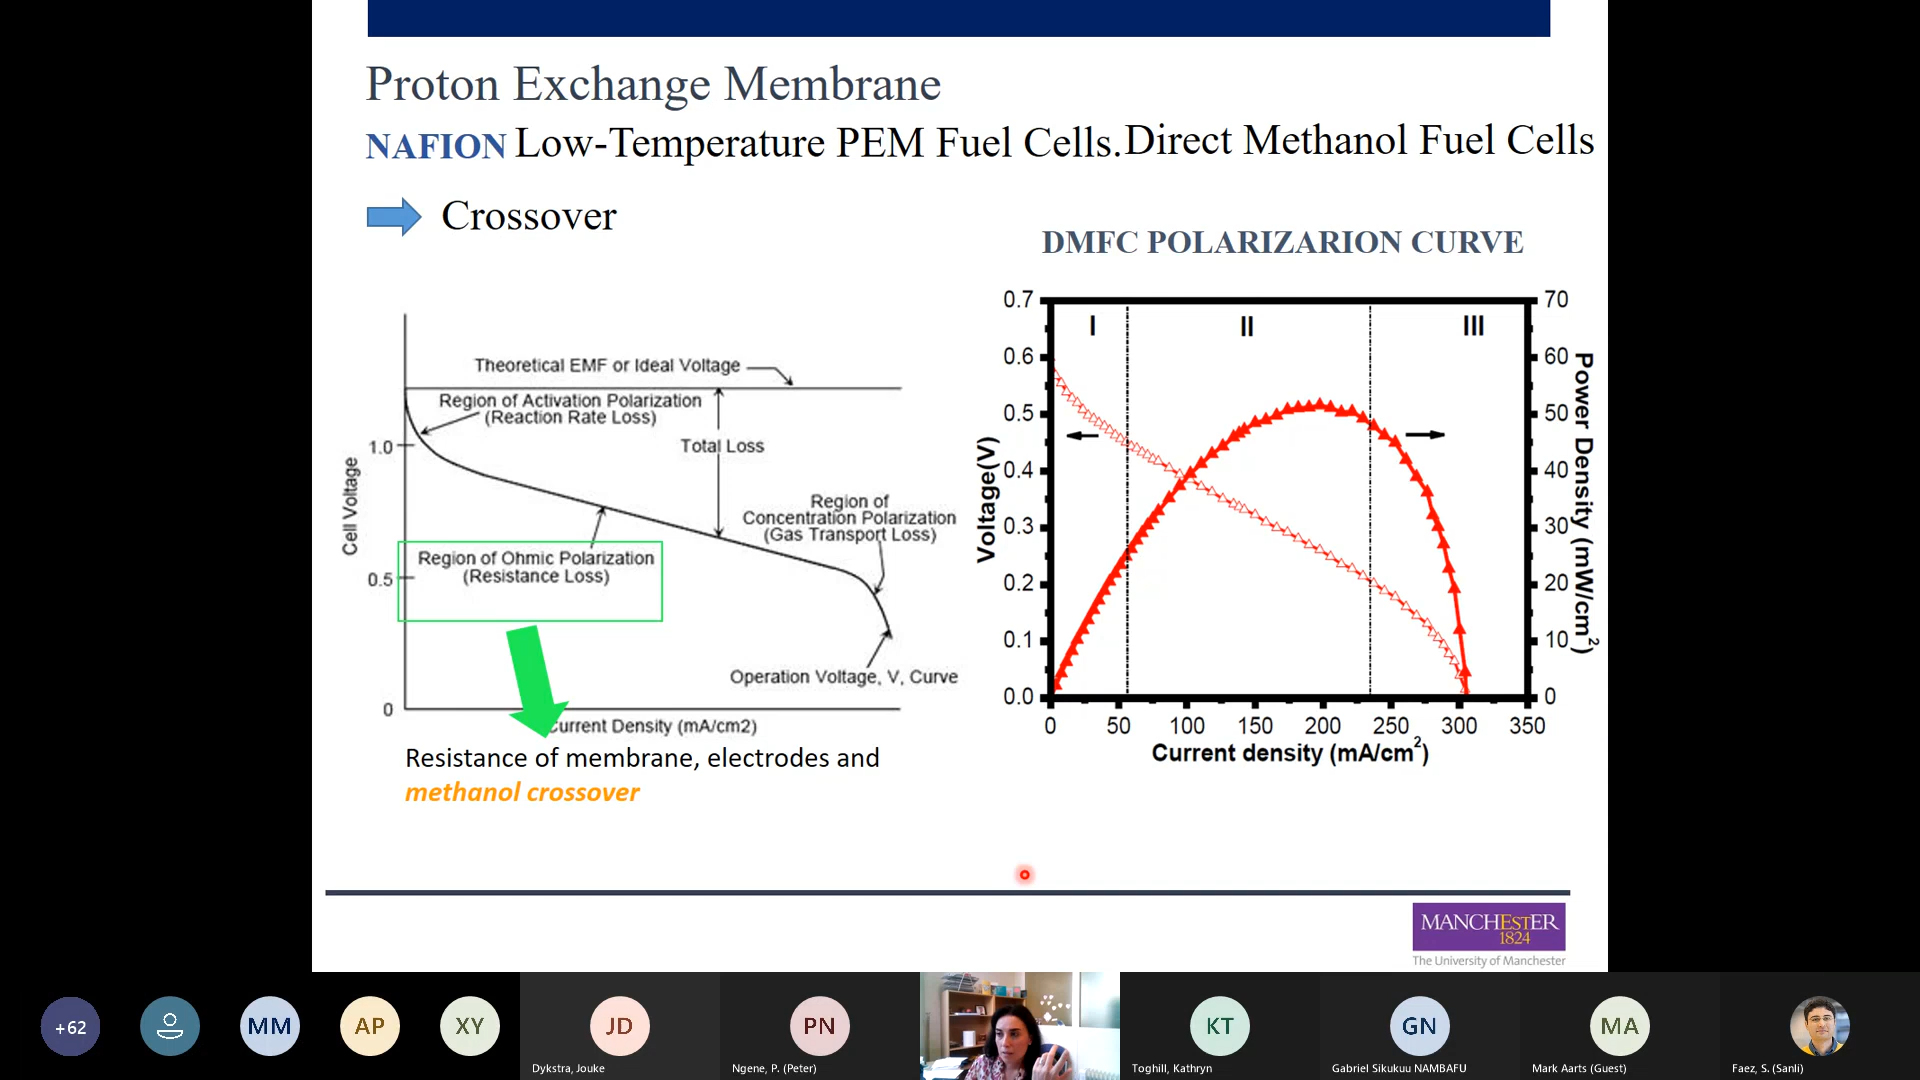 Proton Exchange Membrane
NAFION Low-Temperature PEM Fuel Cells. Direct Methanol Fuel Cells
Crossover
DMFC POLARIZARION CURVE
Theoretical EMF or Ideal Voltage
Region of Activation Polarization
(Reaction Rate Loss)
Total Loss
1.0
Cell Voltage
Region of
Concentration Polarization
(Gas Transport Loss)
Region of Ohmic Polarization
(Resistance Loss)
0.5
Operation Voltage, V, Curve
0
Current Density (mA/cm2)
Resistance of membrane, electrodes and
methanol crossover
I II III
0.7
0.6
0.5
0.4
0.3
0.2
0.1
0.0
Voltage(V)
70
60
50
40
30
20
10
0
Power Density (mW/cm2)
0 50 100 150 200 250 300 350
Current density (mA/cm2)
MANCHESTER
1824
The University of Manchester
+62
MM
AP
XY
JD
Dykstra, Jouke
PN
Ngene, P. (Peter)
KT
Toghill, Kathryn
GN
Gabriel Sikukuu NAMBAFU
MA
Mark Aarts (Guest)
Faez, S. (Sanli)